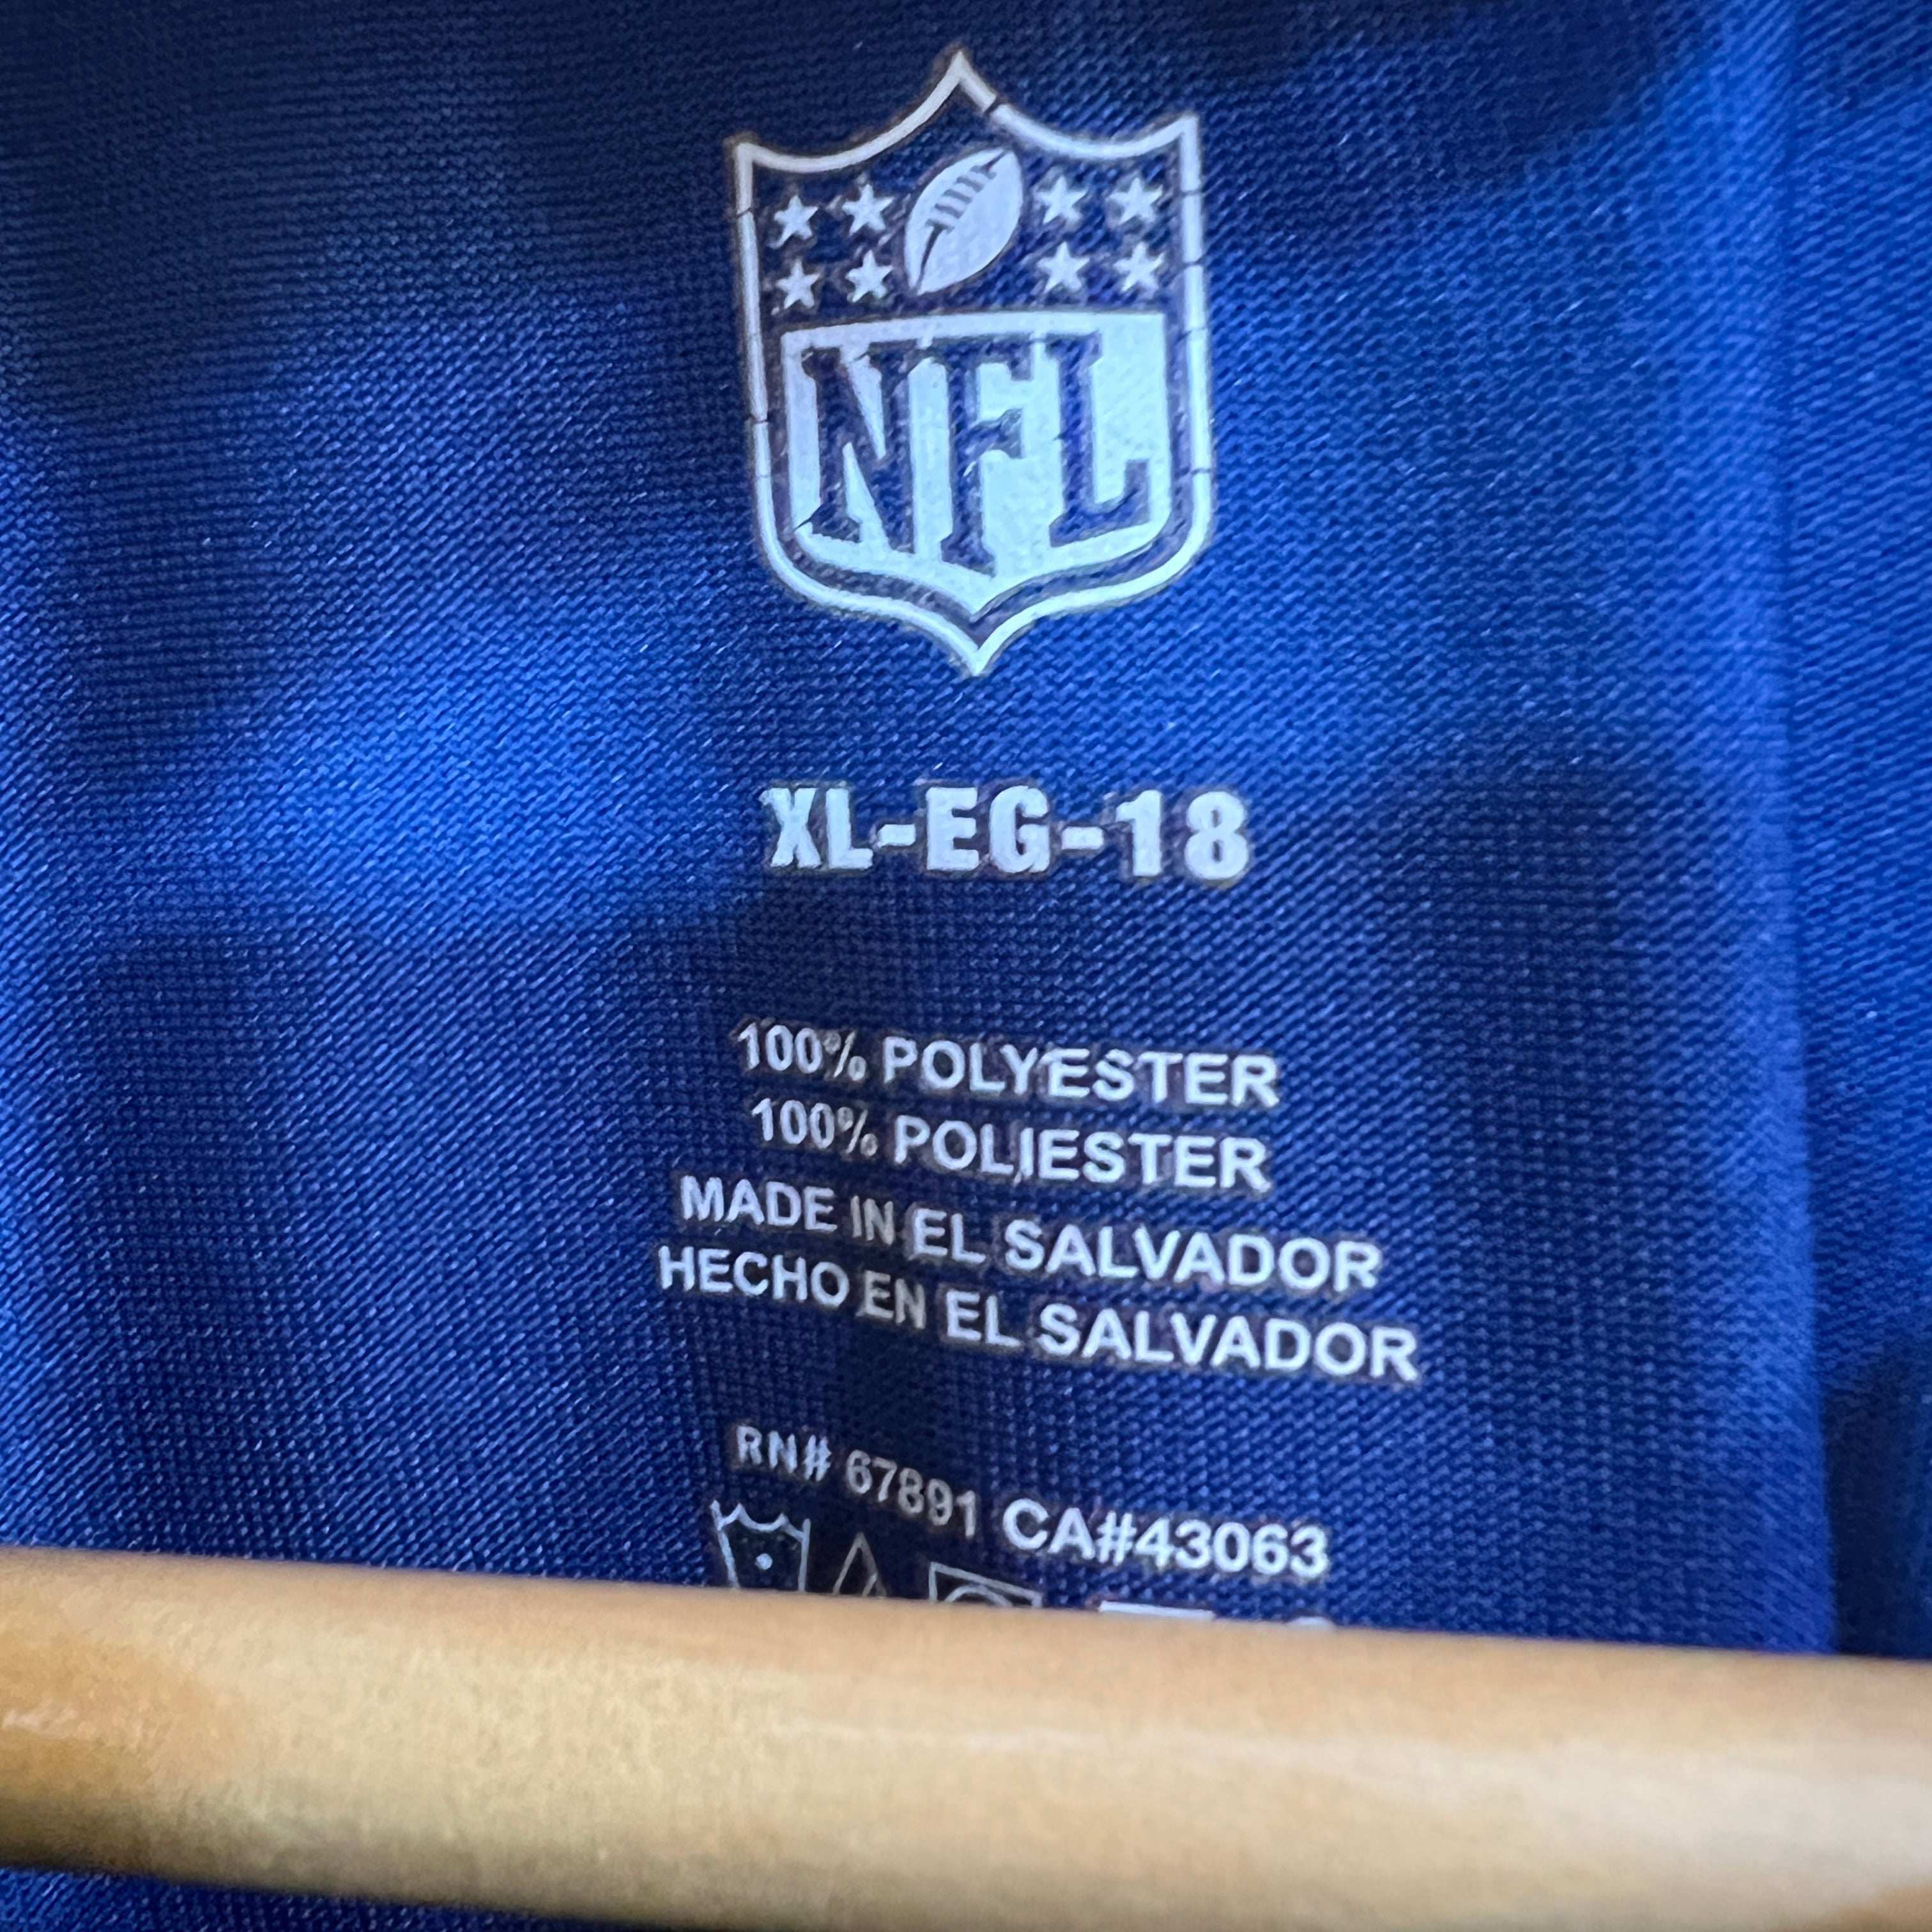 NFL
XL-EG-18
100% POLYESTER
100% POLIESTER
MADE IN EL SALVADOR
HECHO EN EL SALVADOR
RN# 67891 CA#43063